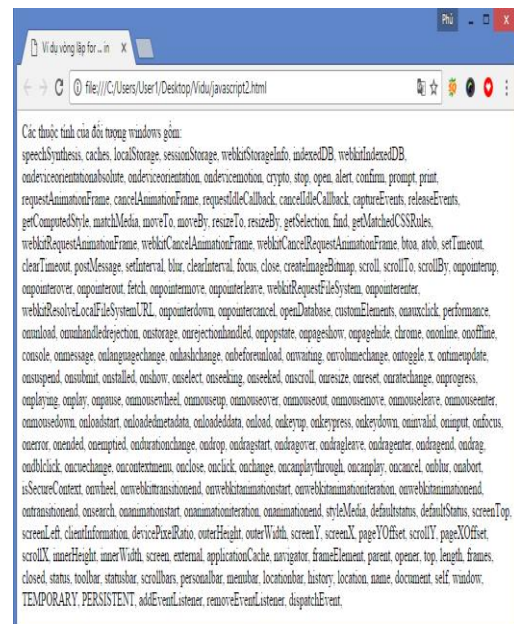 Phú
Ví dụ vòng lặp for ... in
file:///C:/Users/User1/Desktop/Vidu/javascript2.html
Các thuộc tính của đối tượng windows gồm:
speechSynthesis, caches, localStorage, sessionStorage, webkitStorageInfo, indexedDB, webkitIndexedDB,
ondeviceorientationabsolute, ondeviceorientation, ondevicemotion, crypto, stop, open, alert, confirm, prompt, print,
requestAnimationFrame, cancelAnimationFrame, requestIdleCallback, cancelIdleCallback, captureEvents, releaseEvents,
getComputedStyle, matchMedia, moveTo, moveBy, resizeTo, resizeBy, getSelection, find, getMatchedCSSRules,
webkitRequestAnimationFrame, webkitCancelAnimationFrame, webkitCancelRequestAnimationFrame, btoa, atob, setTimeout,
clearTimeout, postMessage, setInterval, blur, clearInterval, focus, close, createImageBitmap, scroll, scrollTo, scrollBy, onpointerup,
onpointerover, onpointerout, fetch, onpointermove, onpointerleave, webkitRequestFileSystem, onpointerenter,
webkitResolveLocalFileSystemURL, onpointerdown, onpointercancel, openDatabase, customElements, onauxclick, performance,
onunload, onunhandledrejection, onstorage, onrejectionhandled, onpopstate, onpageshow, onpagehide, chrome, ononline, onoffline,
console, onmessage, onlanguagechange, onhashchange, onbeforeunload, onwaiting, onvolumechange, ontoggle, x, ontimeupdate,
onsuspend, onsubmit, onstalled, onshow, onselect, onseeking, onseeked, onscroll, onresize, onreset, onratechange, onprogress,
onplaying, onplay, onpause, onmousewheel, onmouseup, onmouseover, onmouseout, onmousemove, onmouseleave, onmouseenter,
onmousedown, onloadstart, onloadedmetadata, onloadeddata, onload, onkeyup, onkeypress, onkeydown, oninvalid, oninput, onfocus,
onerror, onended, onemptied, ondurationchange, ondrop, ondragstart, ondragover, ondragleave, ondragenter, ondragend, ondrag,
ondblclick, oncuechange, oncontextmenu, onclose, onclick, onchange, oncanplaythrough, oncanplay, oncancel, onblur, onabort,
isSecureContext, onwheel, onwebkittransitionend, onwebkitanimationstart, onwebkitanimationiteration, onwebkitanimationend,
ontransitionend, onsearch, onanimationstart, onanimationiteration, onanimationend, styleMedia, defaultstatus, defaultStatus, screenTop,
screenLeft, clientInformation, devicePixelRatio, outerHeight, outerWidth, screenY, screenX, pageYOffset, scrollY, pageXOffset,
scrollX, innerHeight, innerWidth, screen, external, applicationCache, navigator, frameElement, parent, opener, top, length, frames,
closed, status, toolbar, statusbar, scrollbars, personalbar, menubar, locationbar, history, location, name, document, self, window,
TEMPORARY, PERSISTENT, addEventListener, removeEventListener, dispatchEvent,